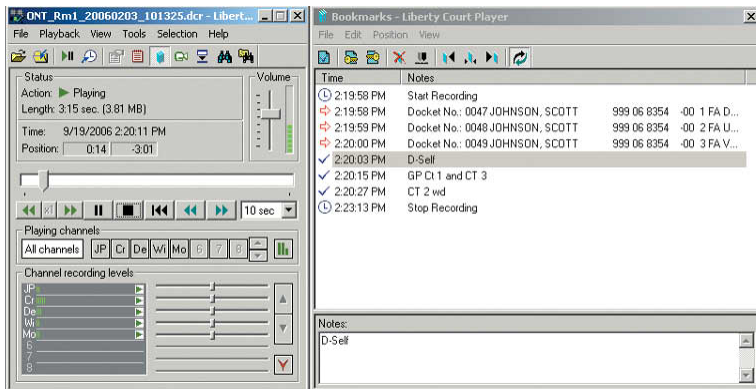 ONT_Rm1_20060203_101325.dcr - Libert...
File Playback View Tools Selection Help
Status
Action: Playing
Length: 3:15 sec. (3.81 MB)
Time: 9/19/2006 2:20:11 PM
Position: 0:14 -3:01
Volume
x1
10 sec
Playing channels
All channels JP Cr De Wi Mo 6 7 8
Channel recording levels
JP
Cr
De
Wi
Mo
6
7
8
Bookmarks - Liberty Court Player
File Edit Position View
Time Notes
2:19:58 PM Start Recording
2:19:58 PM Docket No.: 0047 JOHNSON, SCOTT 999 06 8354 -00 1 FA D...
2:19:59 PM Docket No.: 0048 JOHNSON, SCOTT 999 06 8354 -00 2 FA U...
2:20:00 PM Docket No.: 0049 JOHNSON, SCOTT 999 06 8354 -00 3 FA V...
2:20:03 PM D-Self
2:20:15 PM GP Ct 1 and CT 3
2:20:27 PM CT 2 wd
2:23:13 PM Stop Recording
Notes:
D-Self